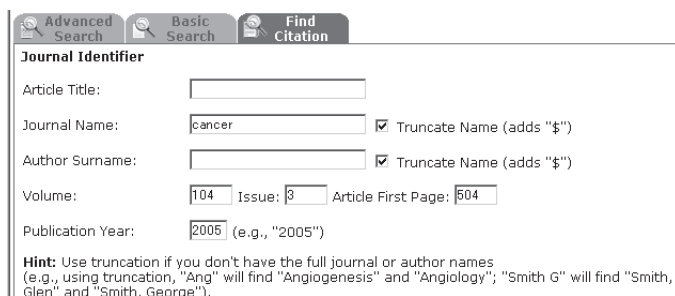 Advanced Search
Basic Search
Find Citation
Journal Identifier
Article Title:
Journal Name: cancer Truncate Name (adds "$")
Author Surname: Truncate Name (adds "$")
Volume: 104 Issue: 3 Article First Page: 504
Publication Year: 2005 (e.g., "2005")
Hint: Use truncation if you don't have the full journal or author names
(e.g., using truncation, "Ang" will find "Angiogenesis" and "Angiology"; "Smith G" will find "Smith,
Glen" and "Smith, George").